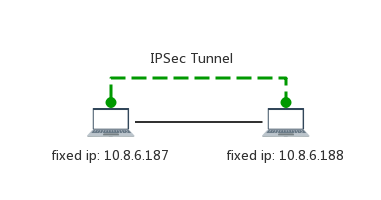 IPSec Tunnel
fixed ip: 10.8.6.187
fixed ip: 10.8.6.188